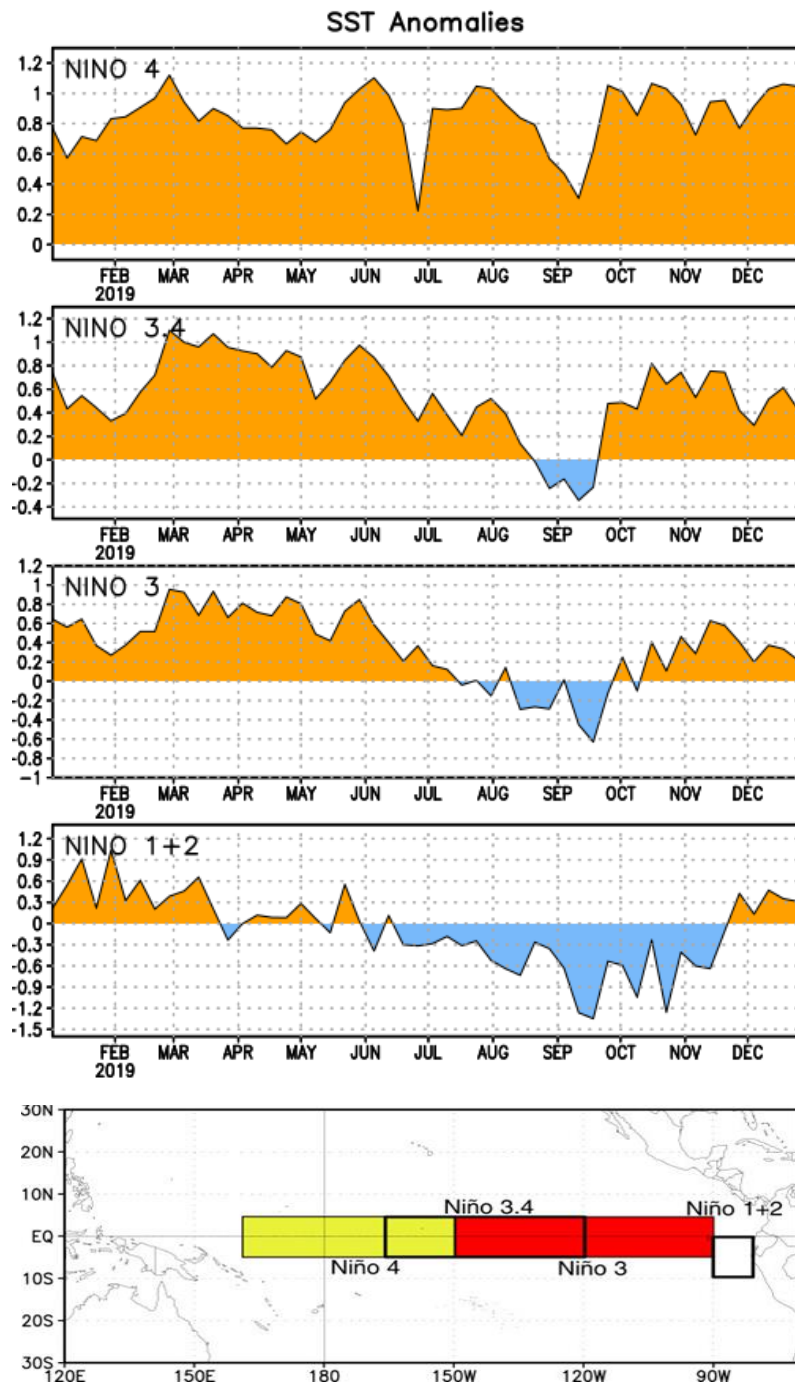 SST Anomalies
NINO 4
1.2
1
0.8
0.6
0.4
0.2
0
FEB MAR APR MAY JUN JUL AUG SEP OCT NOV DEC
2019
NINO 3.4
1.2
1
0.8
0.6
0.4
0.2
0
-0.2
-0.4
FEB MAR APR MAY JUN JUL AUG SEP OCT NOV DEC
2019
NINO 3
1.2
1
0.8
0.6
0.4
0.2
0
-0.2
-0.4
-0.6
-0.8
-1
FEB MAR APR MAY JUN JUL AUG SEP OCT NOV DEC
2019
NINO 1+2
1.2
0.9
0.6
0.3
0
-0.3
-0.6
-0.9
-1.2
-1.5
FEB MAR APR MAY JUN JUL AUG SEP OCT NOV DEC
2019
30N
20N
10N
EQ
10S
20S
30S
Niño 3.4
Niño 1+2
Niño 4
Niño 3
120E 150E 180 150W 120W 90W